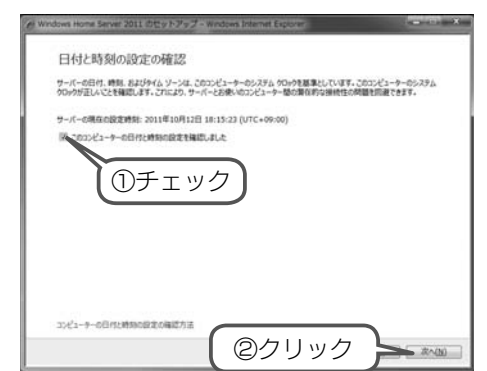 Windows Home Server 2011 のセットアップ - Windows Internet Explorer
日付と時刻の設定の確認
サーバーの日付、時刻、およびタイム ゾーンは、このコンピューターのシステム クロックを基準としています。このコンピューターのシステム
クロックが正しいことを確認します。これにより、サーバーとお使いのコンピューター間の潜在的な接続性の問題を回避できます。
サーバーの現在の設定時刻: 2011年10月12日 18:15:23 (UTC+09:00)
このコンピューターの日付と時刻の設定を確認しました
①チェック
コンピューターの日付と時刻の設定の確認方法
②クリック
次へ(N)